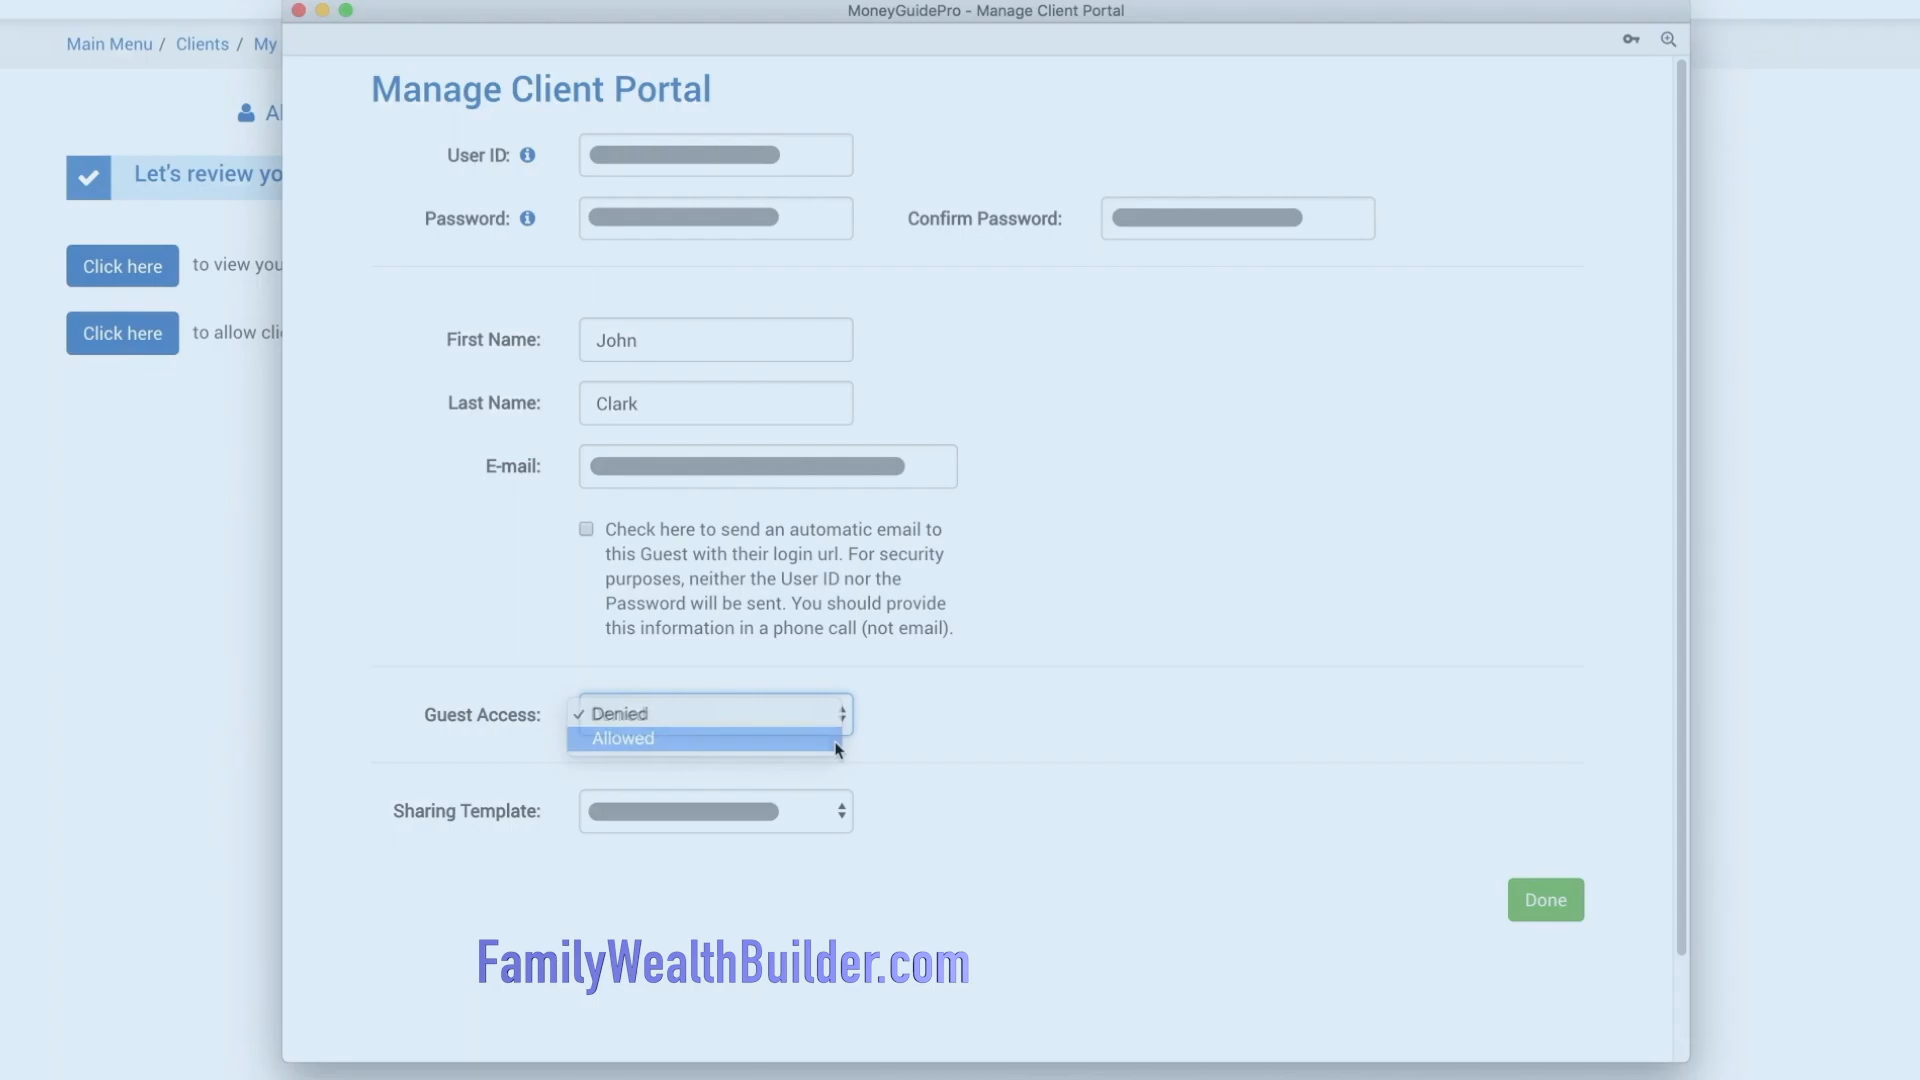 MoneyGuidePro - Manage Client Portal
Main Menu / Clients / My
Manage Client Portal
Al
User ID:
Let's review yo
Password:
Confirm Password:
Click here to view you
Click here to allow cli
First Name: John
Last Name: Clark
E-mail:
Check here to send an automatic email to
this Guest with their login url. For security
purposes, neither the User ID nor the
Password will be sent. You should provide
this information in a phone call (not email).
Guest Access: ✓ Denied
Allowed
Sharing Template:
Done
FamilyWealthBuilder.com